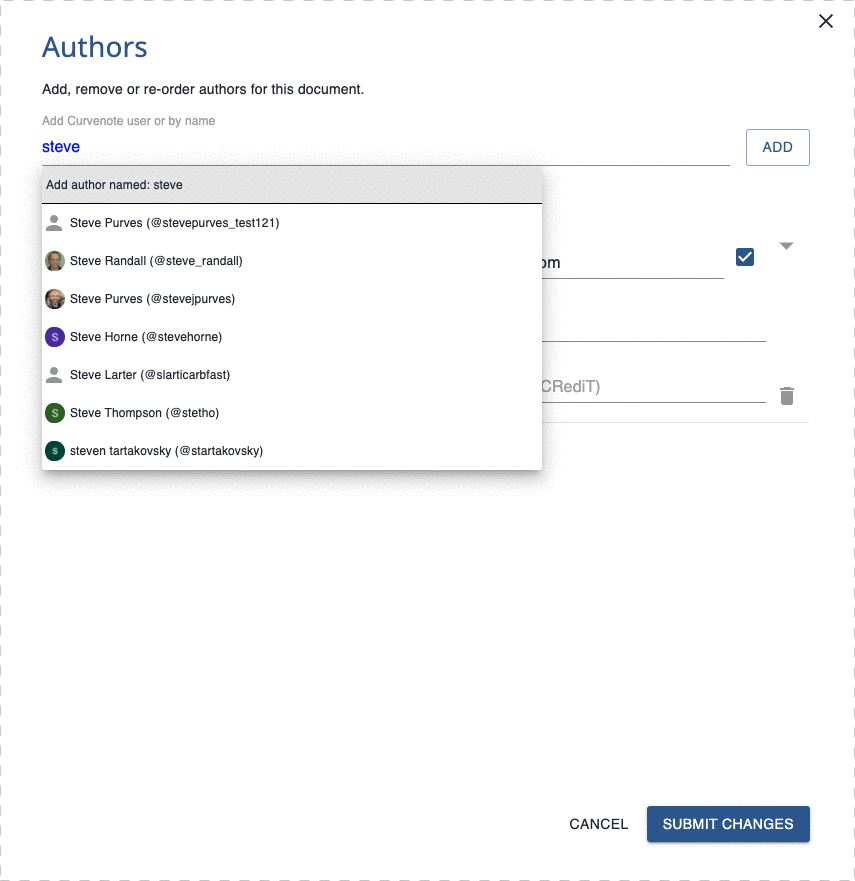 Authors
Add, remove or re-order authors for this document.
Add Curvenote user or by name
steve
ADD
Add author named: steve
Steve Purves (@stevepurves_test121)
Steve Randall (@steve_randall)
om
Steve Purves (@stevejpurves)
S Steve Horne (@stevehorne)
Steve Larter (@slarticarbfast)
CRediT)
S Steve Thompson (@stetho)
s steven tartakovsky (@startakovsky)
CANCEL
SUBMIT CHANGES